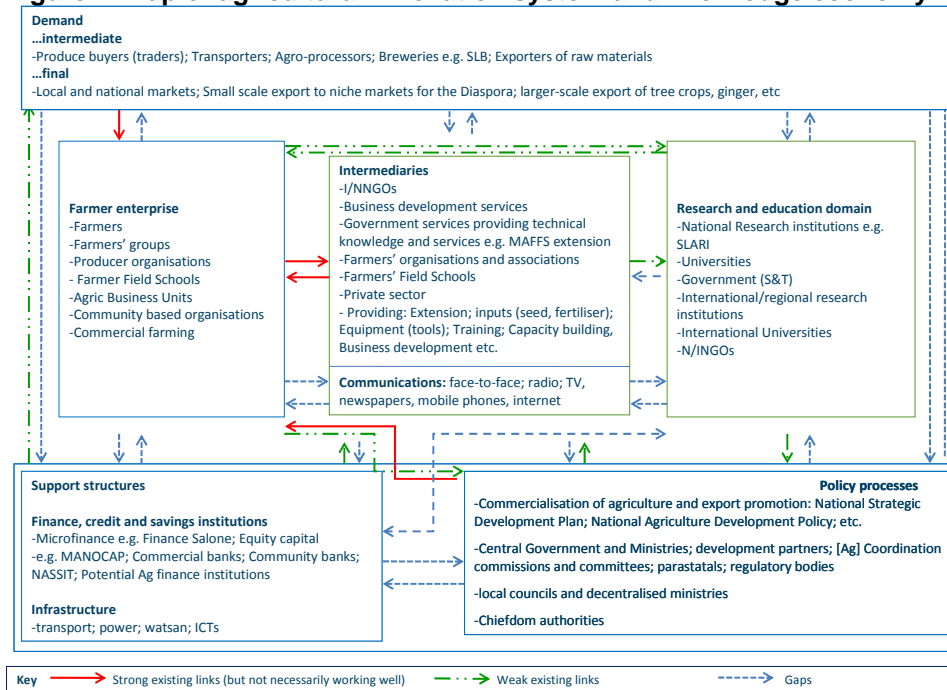 Demand
…intermediate
-Produce buyers (traders); Transporters; Agro-processors; Breweries e.g. SLB; Exporters of raw materials
…final
-Local and national markets; Small scale export to niche markets for the Diaspora; larger-scale export of tree crops, ginger, etc
Farmer enterprise
-Farmers
-Farmers' groups
-Producer organisations
- Farmer Field Schools
-Agric Business Units
-Community based organisations
-Commercial farming
Intermediaries
-I/NNGOs
-Business development services
-Government services providing technical
knowledge and services e.g. MAFFS extension
-Farmers' organisations and associations
-Farmers' Field Schools
-Private sector
- Providing: Extension; inputs (seed, fertiliser);
Equipment (tools); Training; Capacity building,
Business development etc.
Communications: face-to-face; radio; TV,
newspapers, mobile phones, internet
Research and education domain
-National Research institutions e.g.
SLARI
-Universities
-Government (S&T)
-International/regional research
institutions
-International Universities
-N/INGOs
Support structures
Finance, credit and savings institutions
-Microfinance e.g. Finance Salone; Equity capital
-e.g. MANOCAP; Commercial banks; Community banks;
NASSIT; Potential Ag finance institutions
Infrastructure
-transport; power; watsan; ICTs
Policy processes
-Commercialisation of agriculture and export promotion: National Strategic
Development Plan; National Agriculture Development Policy; etc.
-Central Government and Ministries; development partners; [Ag] Coordination
commissions and committees; parastatals; regulatory bodies
-local councils and decentralised ministries
-Chiefdom authorities
Key Strong existing links (but not necessarily working well) Weak existing links Gaps